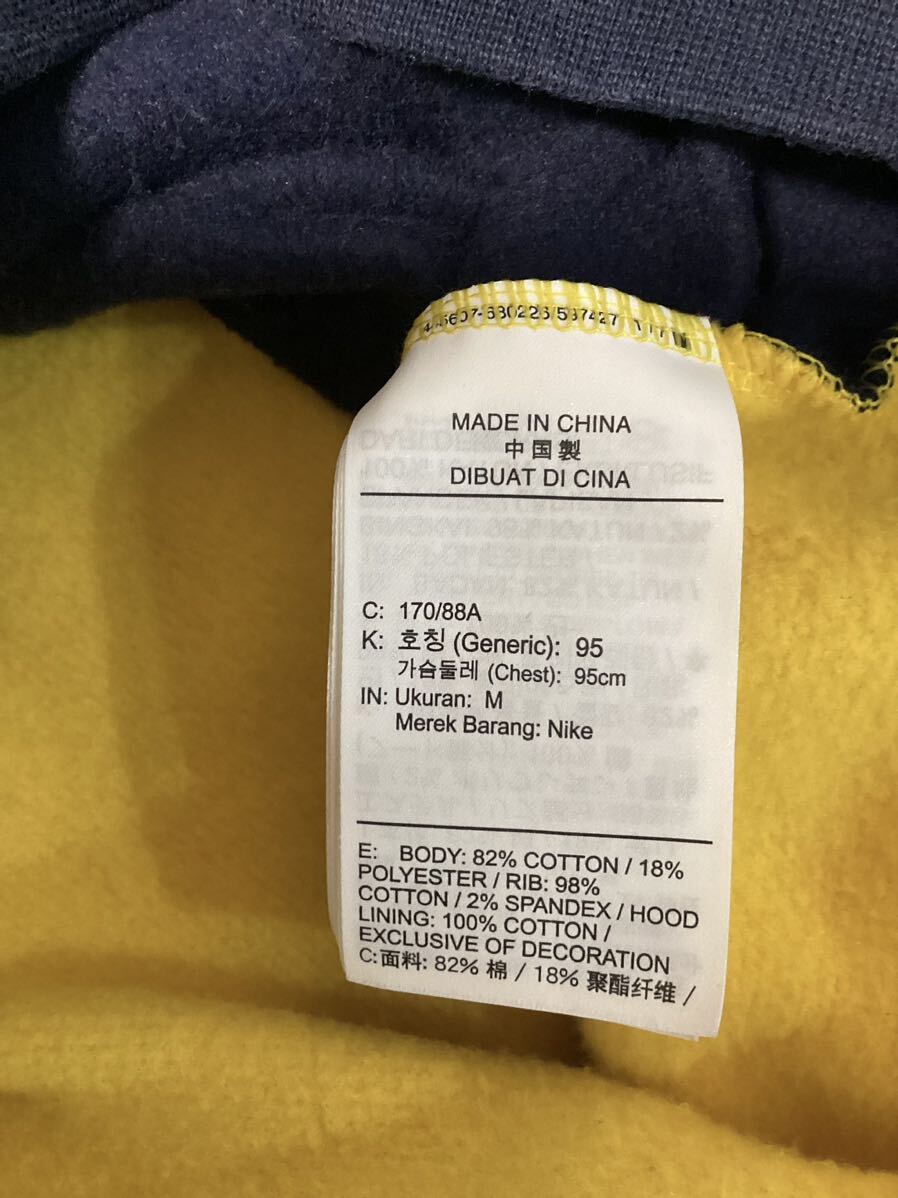 MADE IN CHINA
中国製
DIBUAT DI CINA
C: 170/88A
K: 호칭 (Generic): 95
가슴둘레 (Chest): 95cm
IN: Ukuran: M
Merek Barang: Nike
E: BODY: 82% COTTON / 18%
POLYESTER / RIB: 98%
COTTON / 2% SPANDEX / HOOD
LINING: 100% COTTON /
EXCLUSIVE OF DECORATION
C:面料: 82% 棉 / 18% 聚酯纤维 /